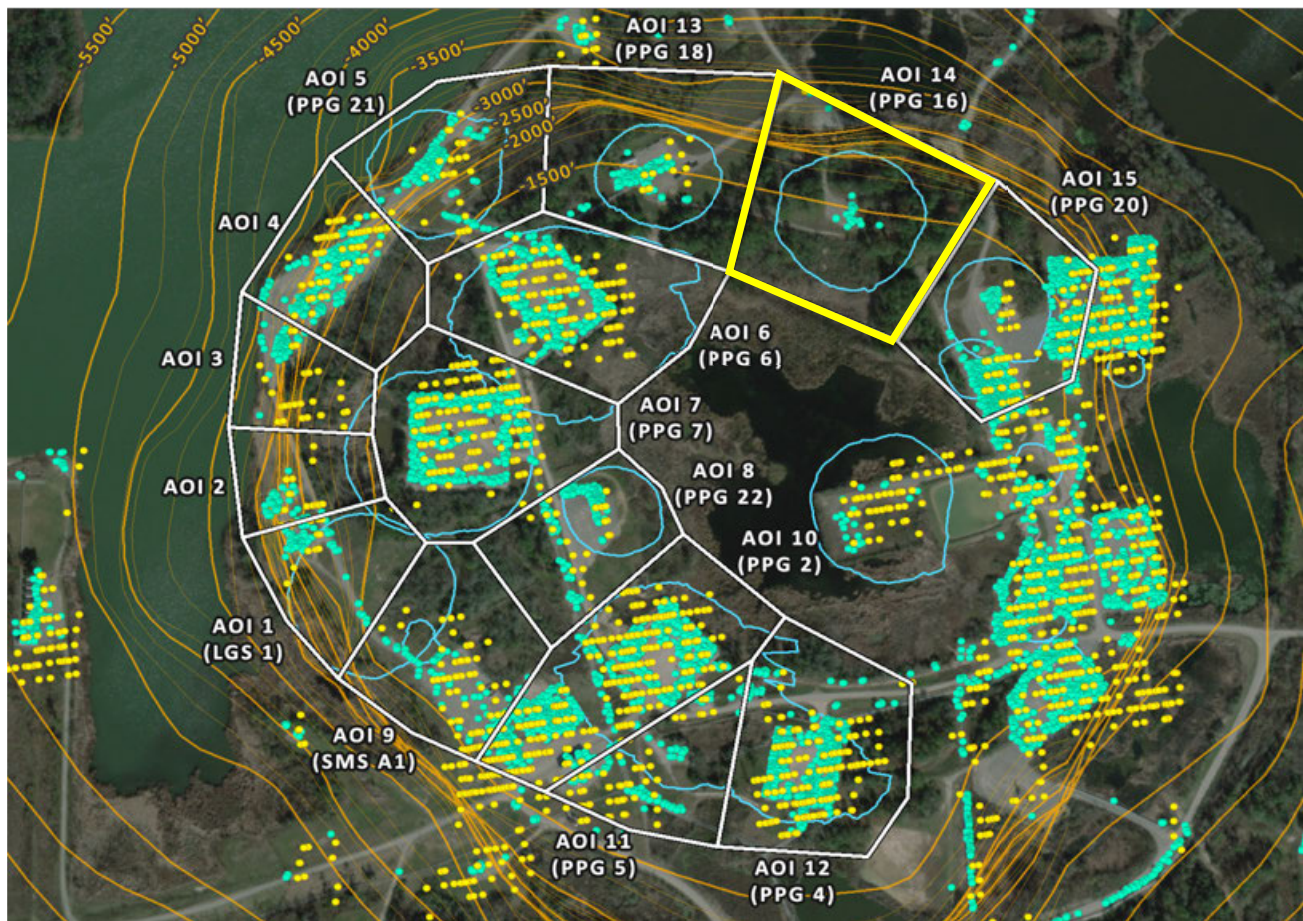 -5500'
-5000'
-4500'
-4000'
-3500'
-3000'
-2500'
-2000'
-1500'
AOI 13
(PPG 18)
AOI 14
(PPG 16)
AOI 5
(PPG 21)
AOI 15
(PPG 20)
AOI 4
AOI 3
AOI 6
(PPG 6)
AOI 7
(PPG 7)
AOI 2
AOI 8
(PPG 22)
AOI 10
(PPG 2)
AOI 1
(LGS 1)
AOI 9
(SMS A1)
AOI 11
(PPG 5)
AOI 12
(PPG 4)